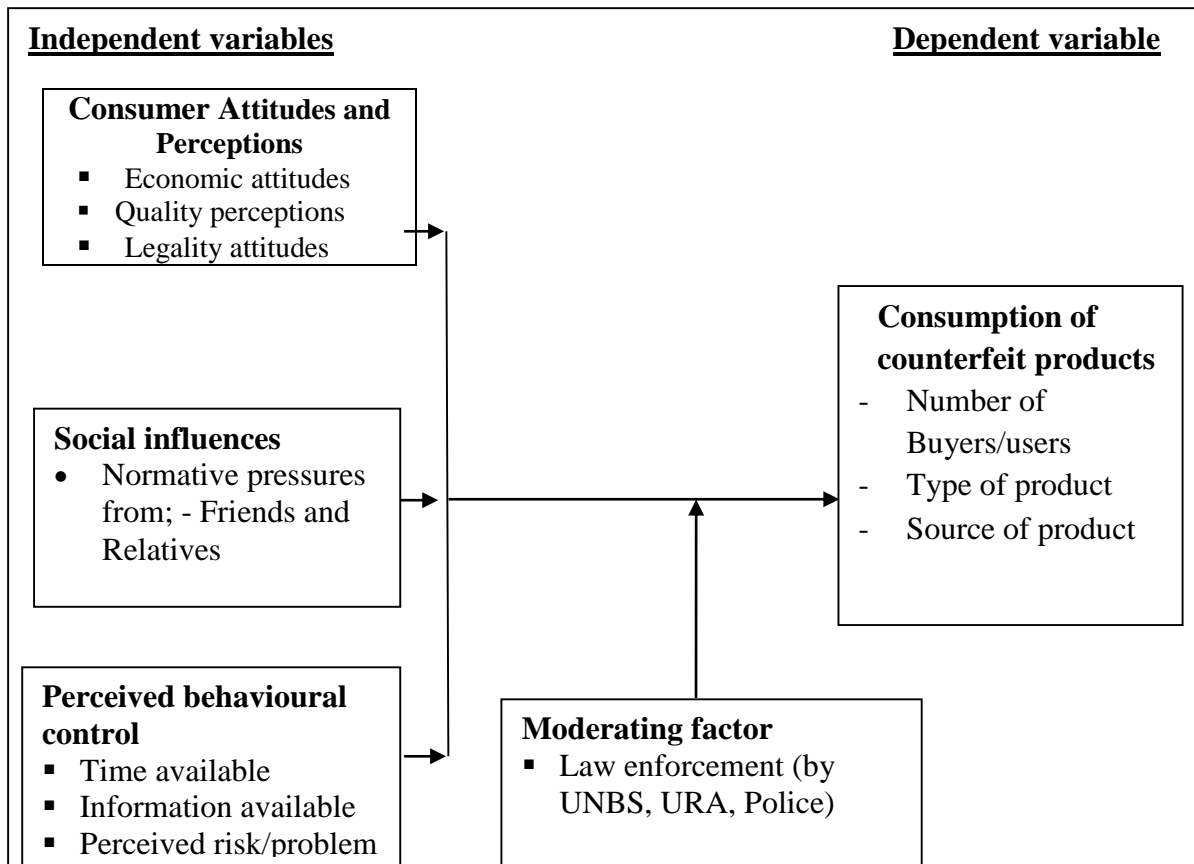 Independent variables
Dependent variable
Consumer Attitudes and
Perceptions
▪ Economic attitudes
▪ Quality perceptions
▪ Legality attitudes
Social influences
• Normative pressures
from; - Friends and
Relatives
Perceived behavioural
control
▪ Time available
▪ Information available
▪ Perceived risk/problem
Moderating factor
▪ Law enforcement (by
UNBS, URA, Police)
Consumption of
counterfeit products
- Number of
Buyers/users
- Type of product
- Source of product